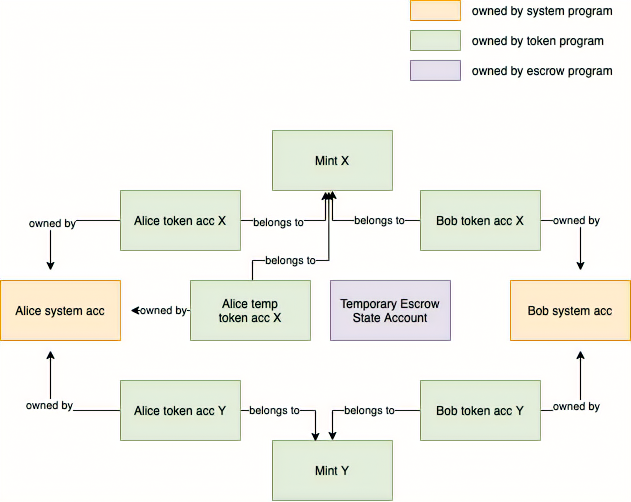 owned by system program
owned by token program
owned by escrow program
Mint X
Alice token acc X
belongs to
belongs to
Bob token acc X
owned by
owned by
belongs to
Alice system acc
owned by
Alice temp
token acc X
Temporary Escrow
State Account
Bob system acc
owned by
Alice token acc Y
belongs to
belongs to
Bob token acc Y
owned by
Mint Y